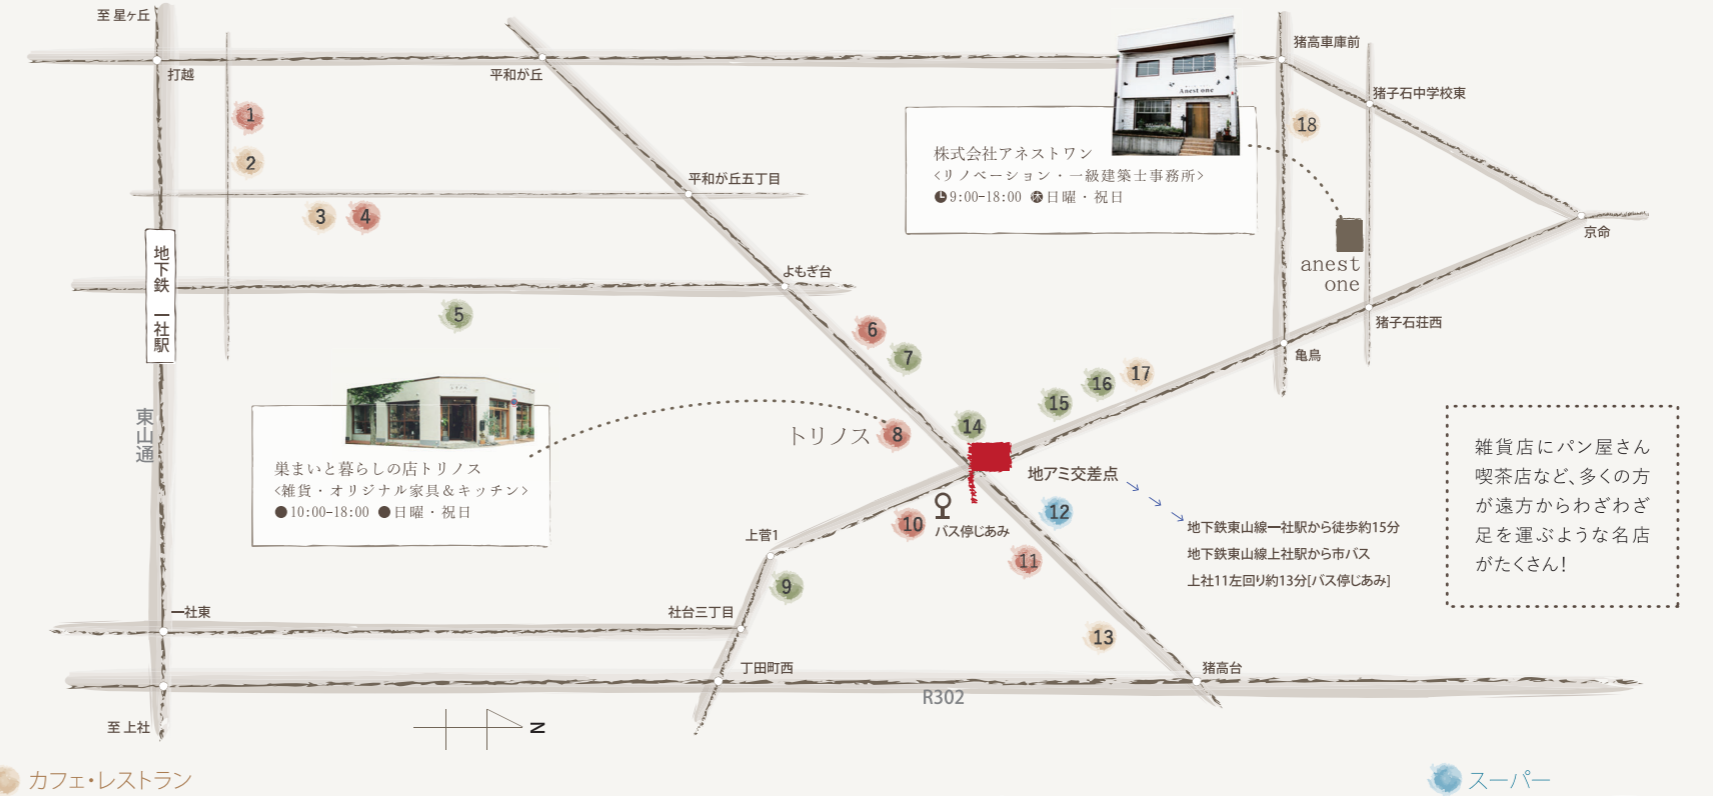 至 星ヶ丘
打越
平和が丘
猪高車庫前
猪子石中学校東
1
2
18
Anest one
株式会社アネストワン
<リノベーション・一級建築士事務所>
9:00-18:00 ㊡日曜・祝日
平和が丘五丁目
3
4
京命
地下鉄 一社駅
anest
one
よもぎ台
5
6
7
猪子石荘西
亀鳥
東山通
17
16
15
14
トリノス
8
巣まいと暮らしの店トリノス
<雑貨・オリジナル家具&キッチン>
●10:00-18:00 ●日曜・祝日
地アミ交差点
12
10
バス停じあみ
上菅1
11
9
地下鉄東山線一社駅から徒歩約15分
地下鉄東山線上社駅から市バス
上社11左回り約13分[バス停じあみ]
雑貨店にパン屋さん
喫茶店など、多くの方
が遠方からわざわざ
足を運ぶような名店
がたくさん!
一社東
社台三丁目
13
丁田町西
猪高台
R302
至 上社
N
カフェ・レストラン
スーパー